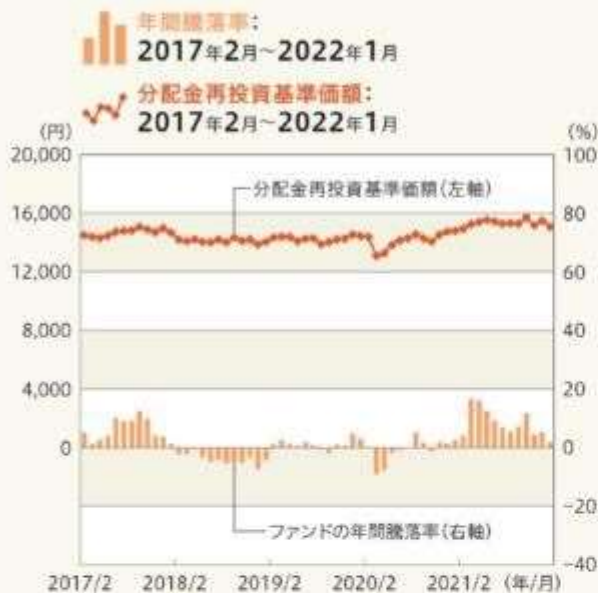 年間騰落率:
2017年2月~2022年1月
分配金再投資基準価額:
2017年2月~2022年1月
(円)
(%)
20,000
100
分配金再投資基準価額(左軸)
16,000
80
12,000
60
8,000
40
4,000
20
0
0
-20
ファンドの年間騰落率(右軸)
-40
2017/2 2018/2 2019/2 2020/2 2021/2 (年/月)